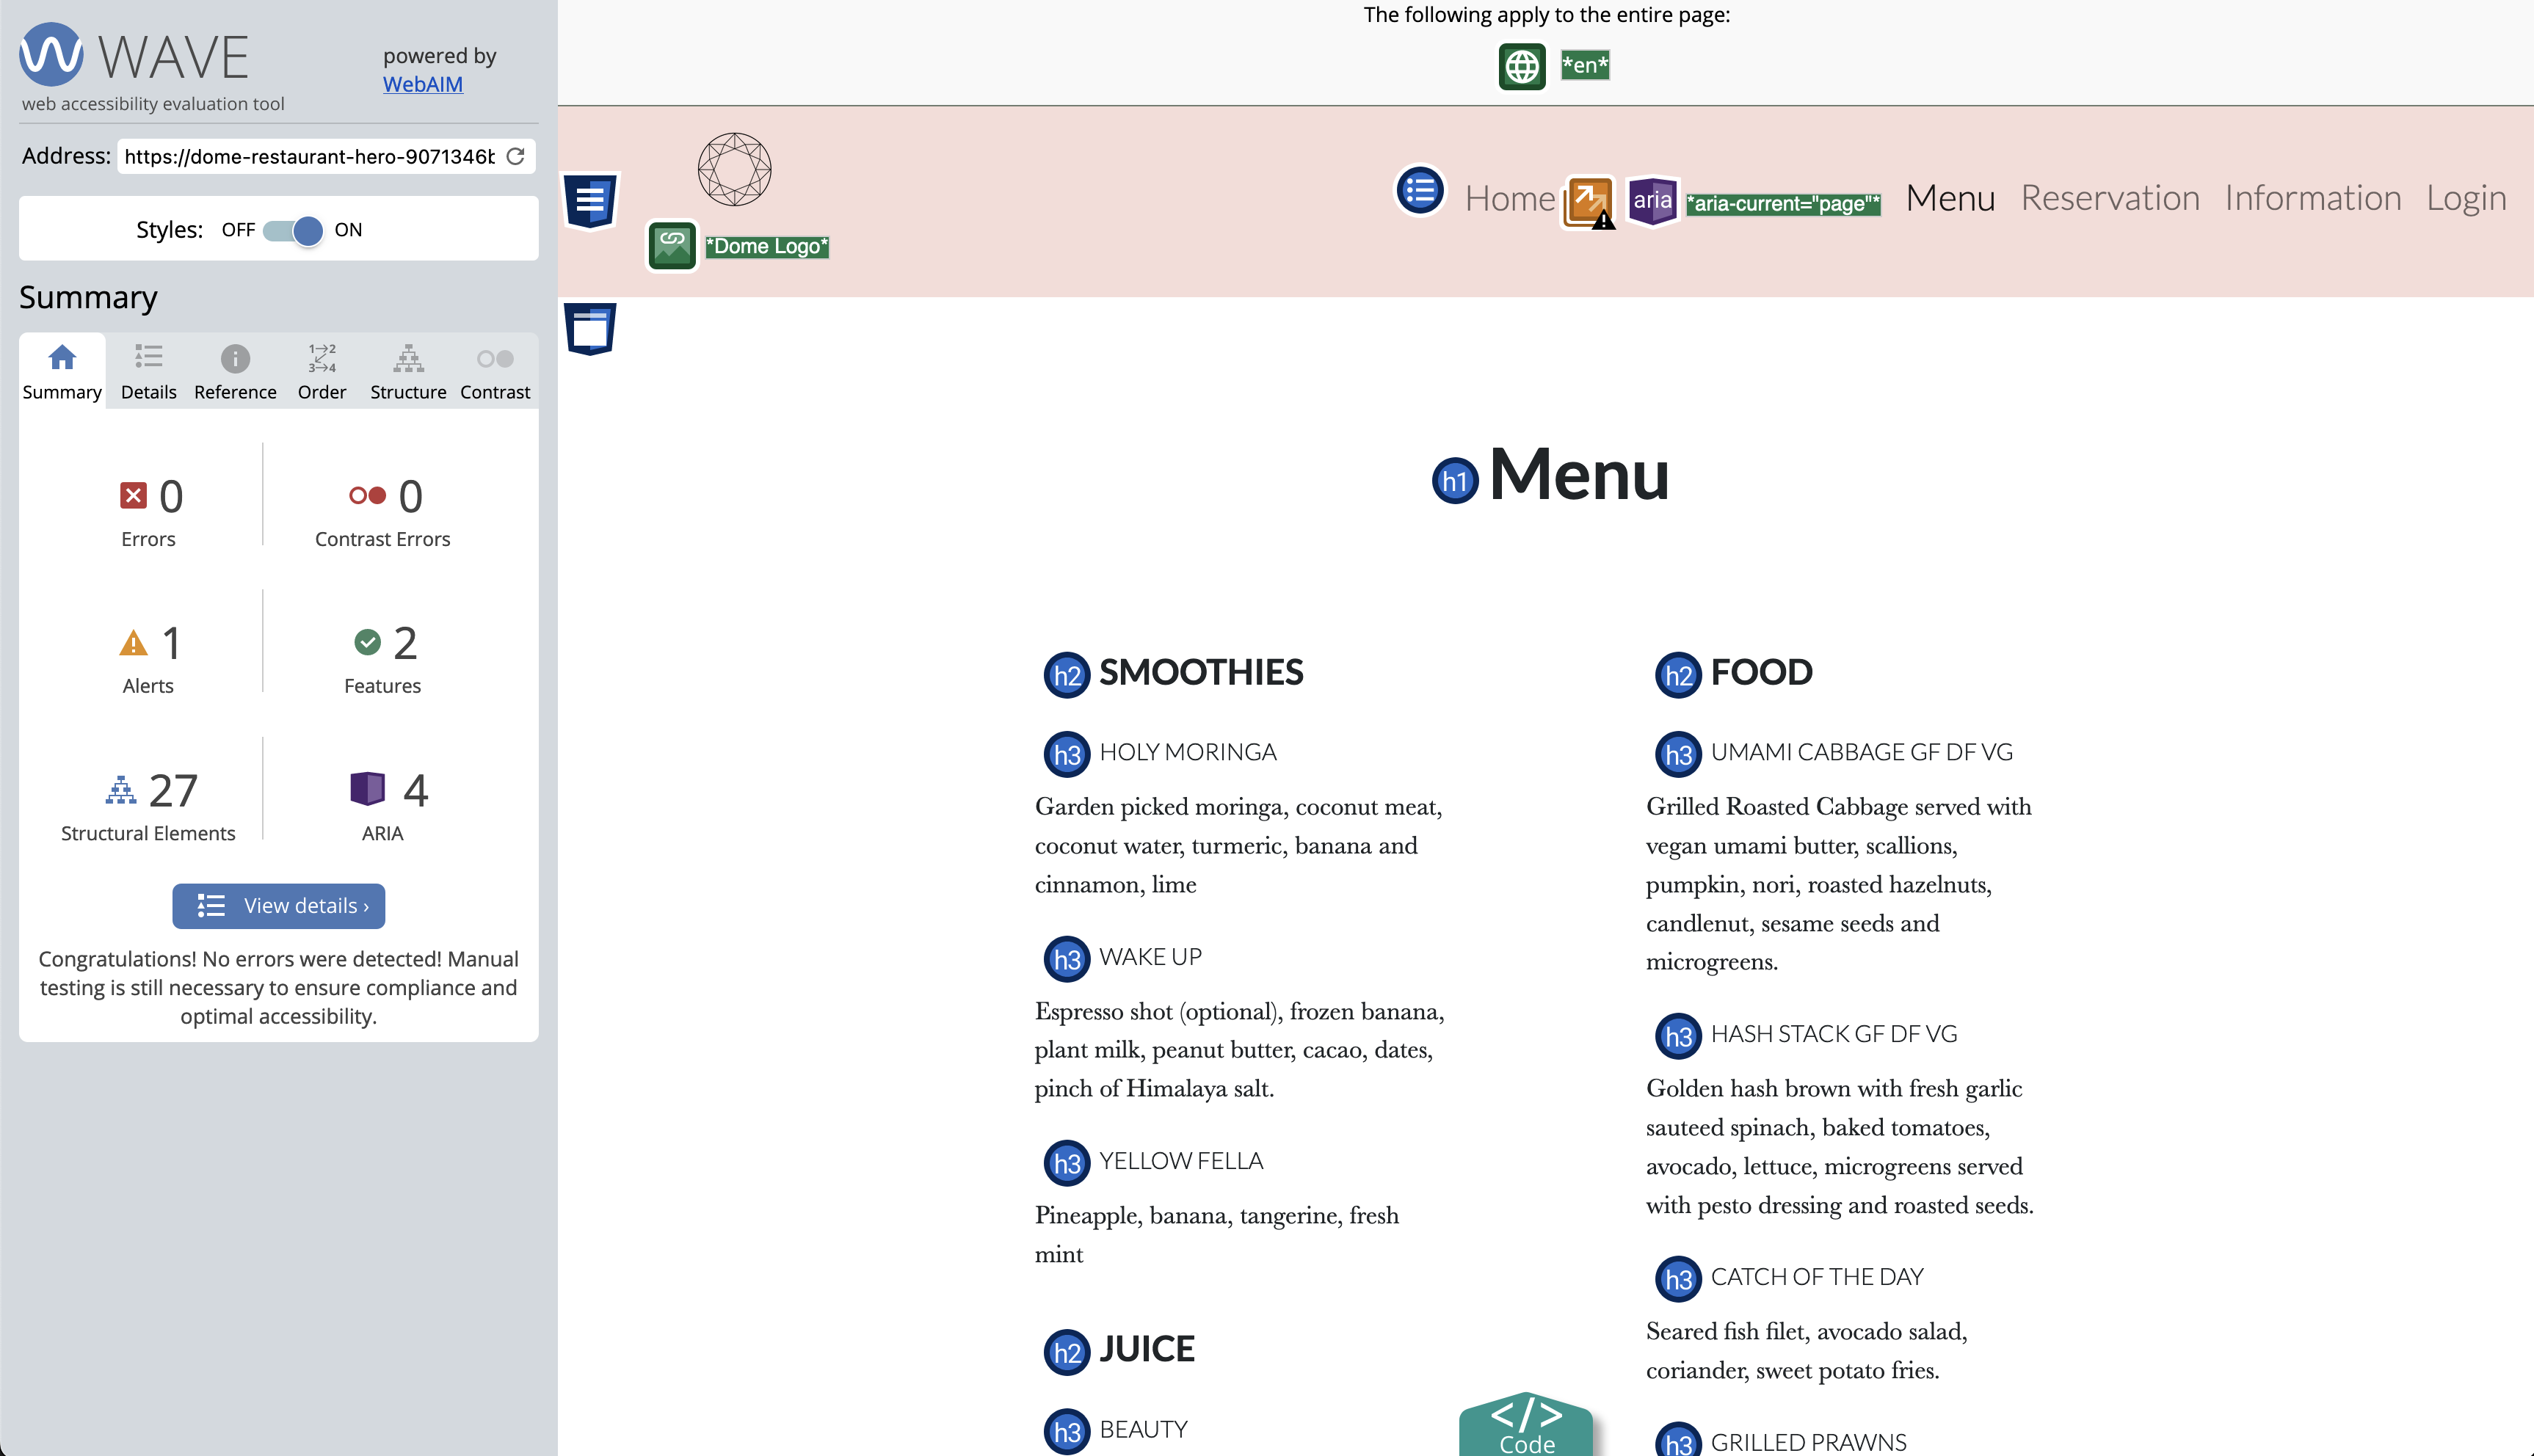 WAVE
web accessibility evaluation tool
powered by
WebAIM
Address: https://dome-restaurant-hero-9071346b
Styles: OFF ON
Summary
Summary Details Reference Order Structure Contrast
0
Errors
0
Contrast Errors
1
Alerts
2
Features
27
Structural Elements
4
ARIA
View details ›
Congratulations! No errors were detected! Manual
testing is still necessary to ensure compliance and
optimal accessibility.
The following apply to the entire page:
*en*
*Dome Logo*
Home aria *aria-current="page"* Menu Reservation Information Login
h1 Menu
h2 SMOOTHIES
h3 HOLY MORINGA
Garden picked moringa, coconut meat,
coconut water, turmeric, banana and
cinnamon, lime
h3 WAKE UP
Espresso shot (optional), frozen banana,
plant milk, peanut butter, cacao, dates,
pinch of Himalaya salt.
h3 YELLOW FELLA
Pineapple, banana, tangerine, fresh
mint
h2 JUICE
h3 BEAUTY
h2 FOOD
h3 UMAMI CABBAGE GF DF VG
Grilled Roasted Cabbage served with
vegan umami butter, scallions,
pumpkin, nori, roasted hazelnuts,
candlenut, sesame seeds and
microgreens.
h3 HASH STACK GF DF VG
Golden hash brown with fresh garlic
sauteed spinach, baked tomatoes,
avocado, lettuce, microgreens served
with pesto dressing and roasted seeds.
h3 CATCH OF THE DAY
Seared fish filet, avocado salad,
coriander, sweet potato fries.
h3 GRILLED PRAWNS
</>
Code